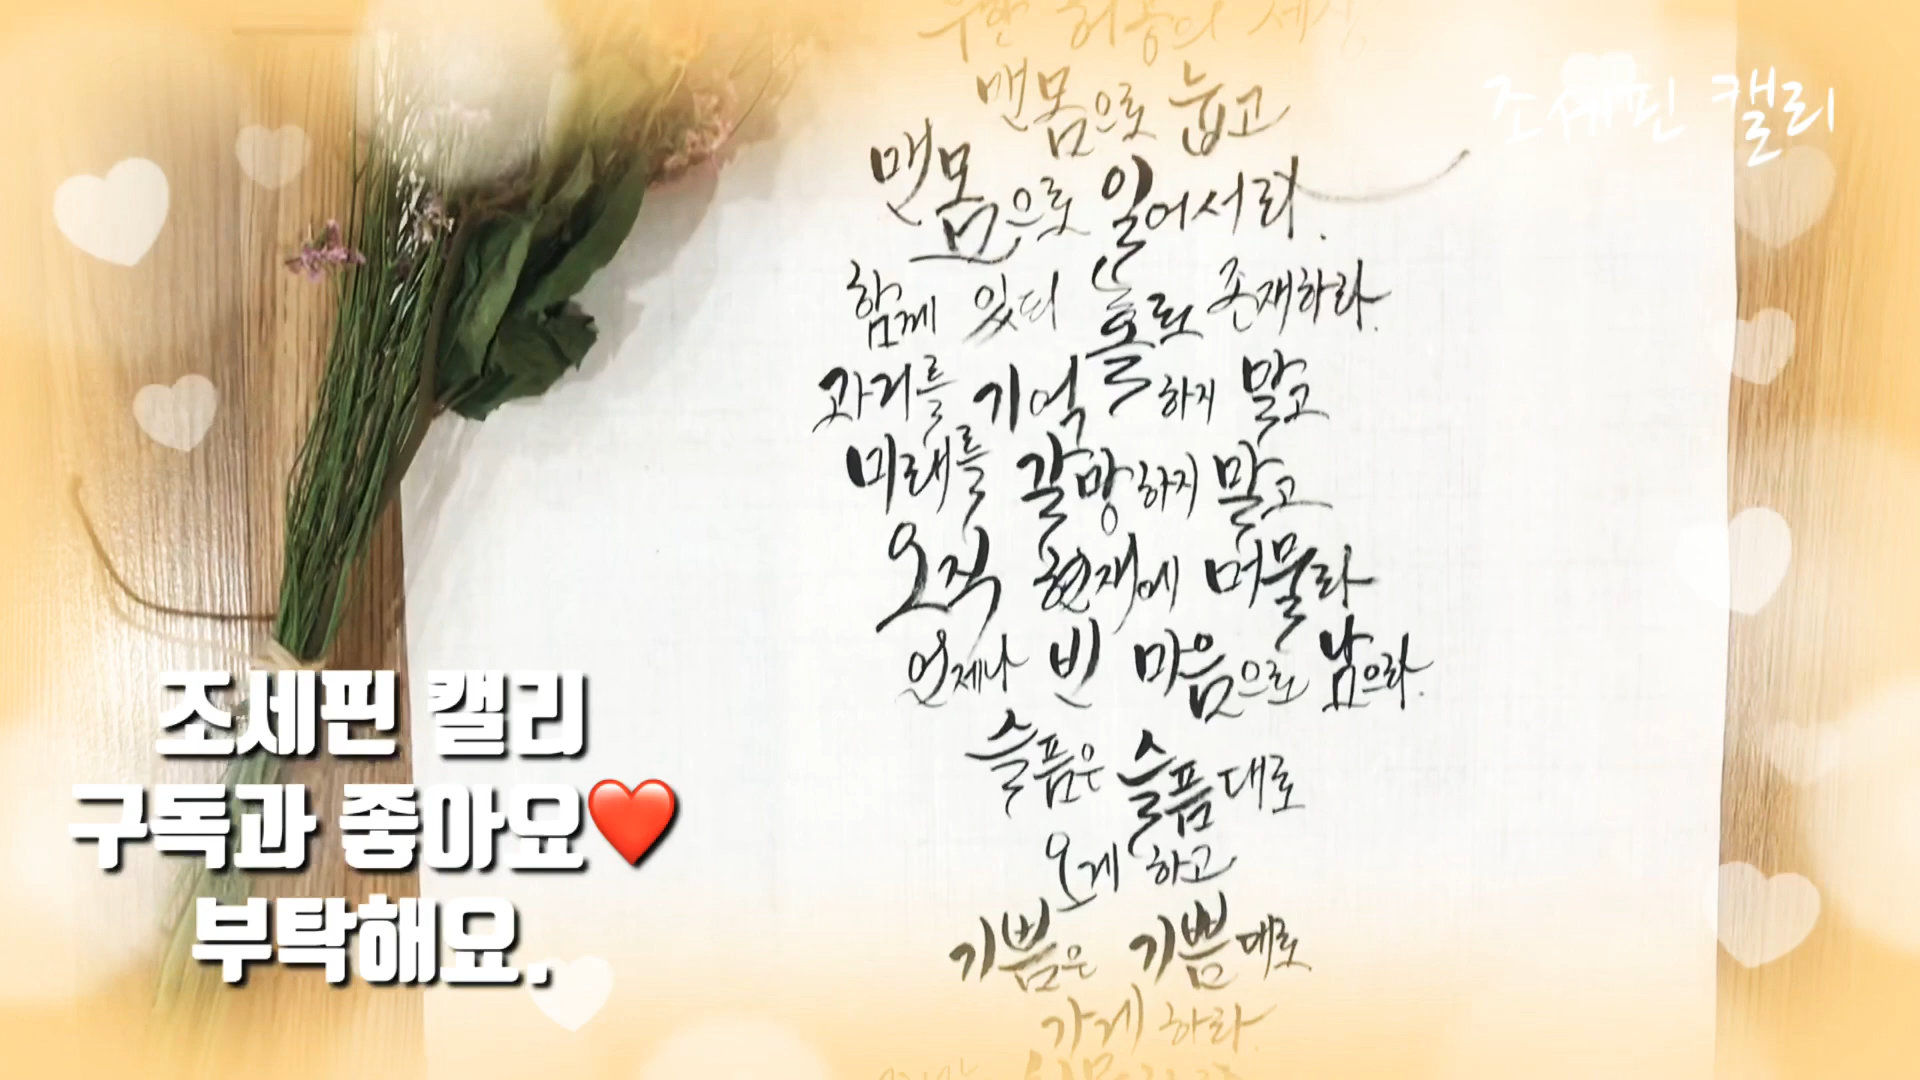 허공의 세상
맨몸으로 눕고
맨몸으로 일어서라.
함께 있되 홀로 존재하라.
과거를 기억하지 말고
미래를 갈망하지 말고
오직 현재에 머물라
언제나 빈 마음으로 남으라.
슬픔은 슬픔대로
오게 하고
기쁨은 기쁨대로
가게 하라.
조세핀 캘리
조세핀 캘리
구독과 좋아요❤️
부탁해요.